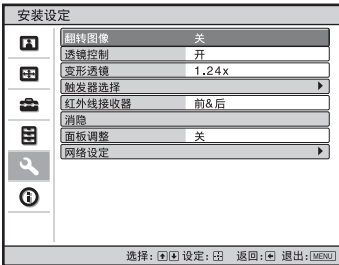 安装设定
翻转图像 关
透镜控制 开
变形透镜 1.24x
触发器选择
红外线接收器 前&后
消隐
面板调整 关
网络设定
选择: 设定: 返回: 退出: MENU